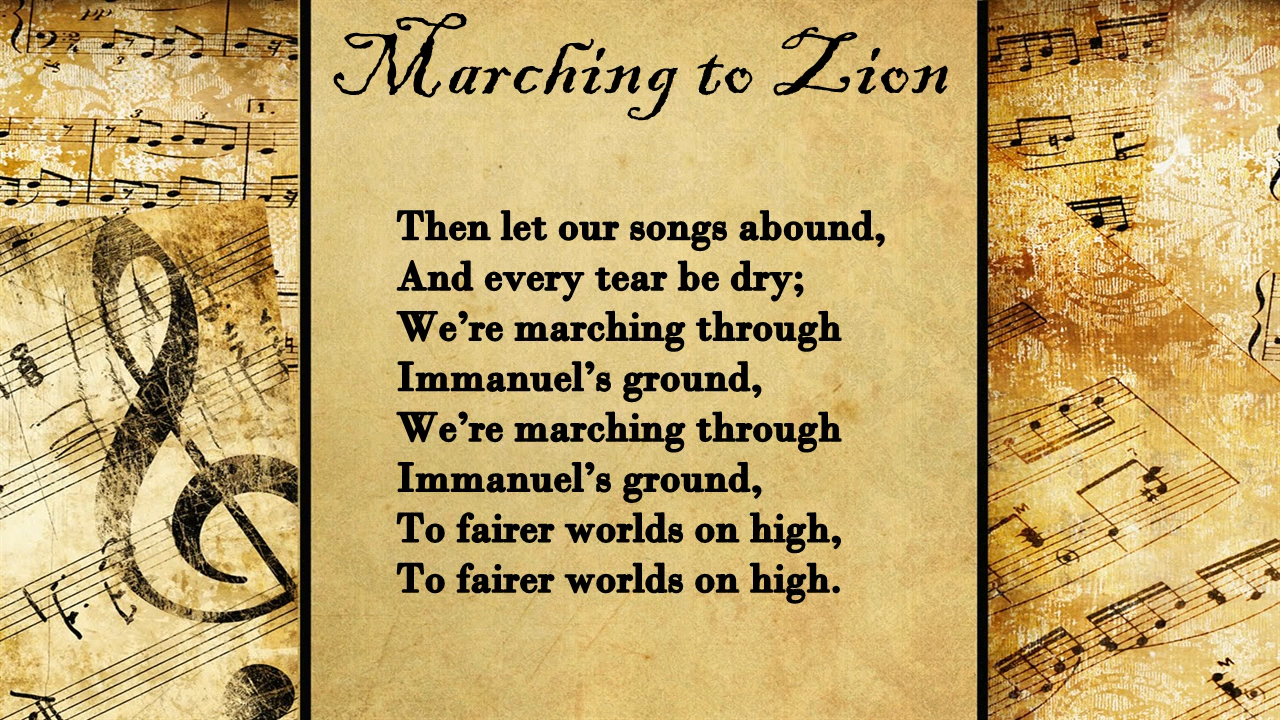 Marching to Zion
Then let our songs abound,
And every tear be dry;
We’re marching through
Immanuel’s ground,
We’re marching through
Immanuel’s ground,
To fairer worlds on high,
To fairer worlds on high.